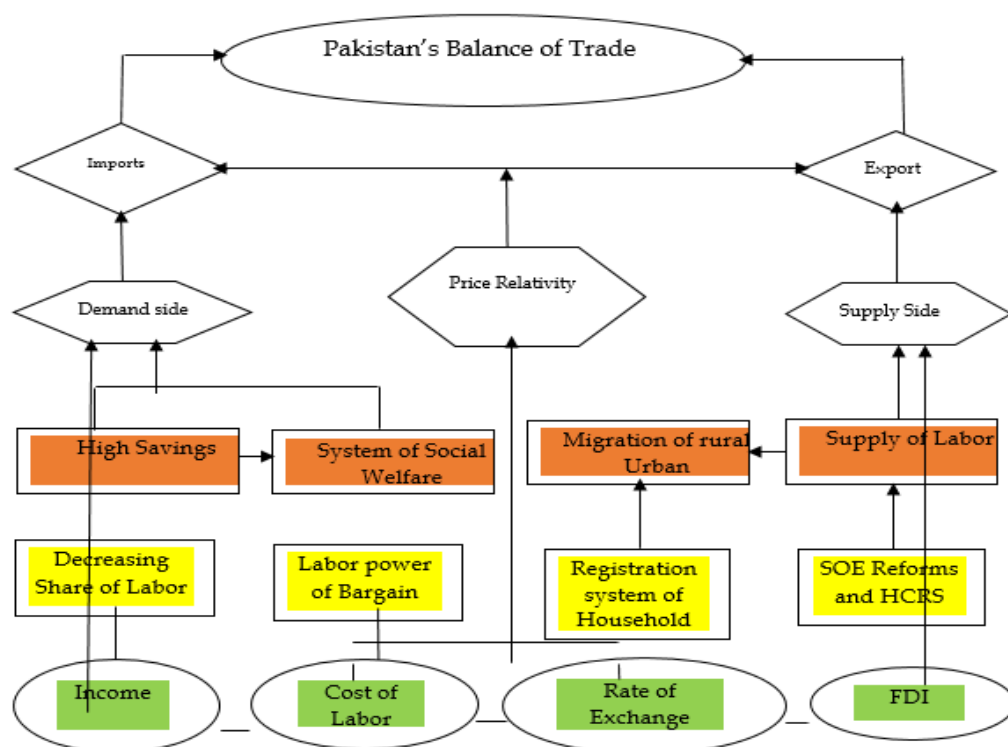 Pakistan's Balance of Trade
Imports
Export
Price Relativity
Demand side
Supply Side
High Savings
System of Social
Welfare
Migration of rural
Urban
Supply of Labor
Decreasing
Share of Labor
Labor power
of Bargain
Registration
system of
Household
SOE Reforms
and HCRS
Income
Cost of
Labor
Rate of
Exchange
FDI